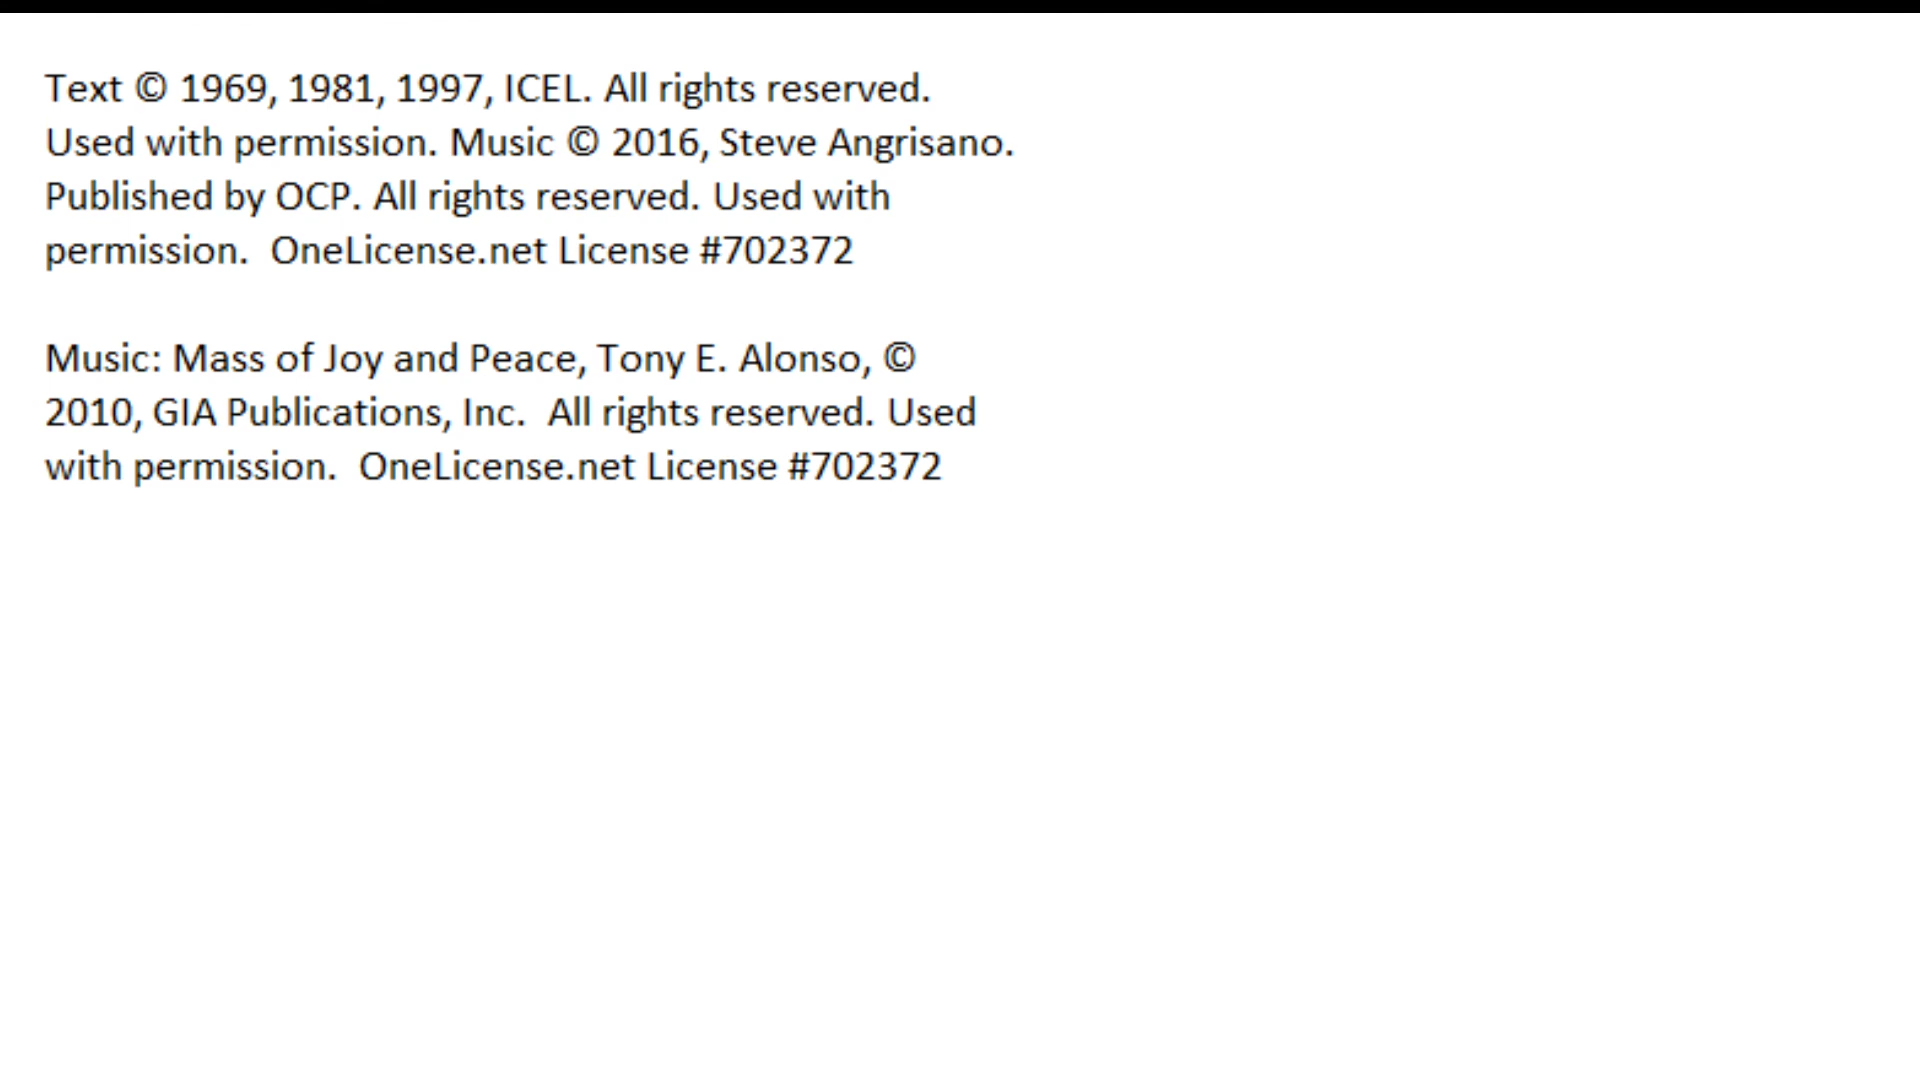 Text © 1969, 1981, 1997, ICEL. All rights reserved.
Used with permission. Music © 2016, Steve Angrisano.
Published by OCP. All rights reserved. Used with
permission.  OneLicense.net License #702372
Music: Mass of Joy and Peace, Tony E. Alonso, ©
2010, GIA Publications, Inc.  All rights reserved. Used
with permission.  OneLicense.net License #702372